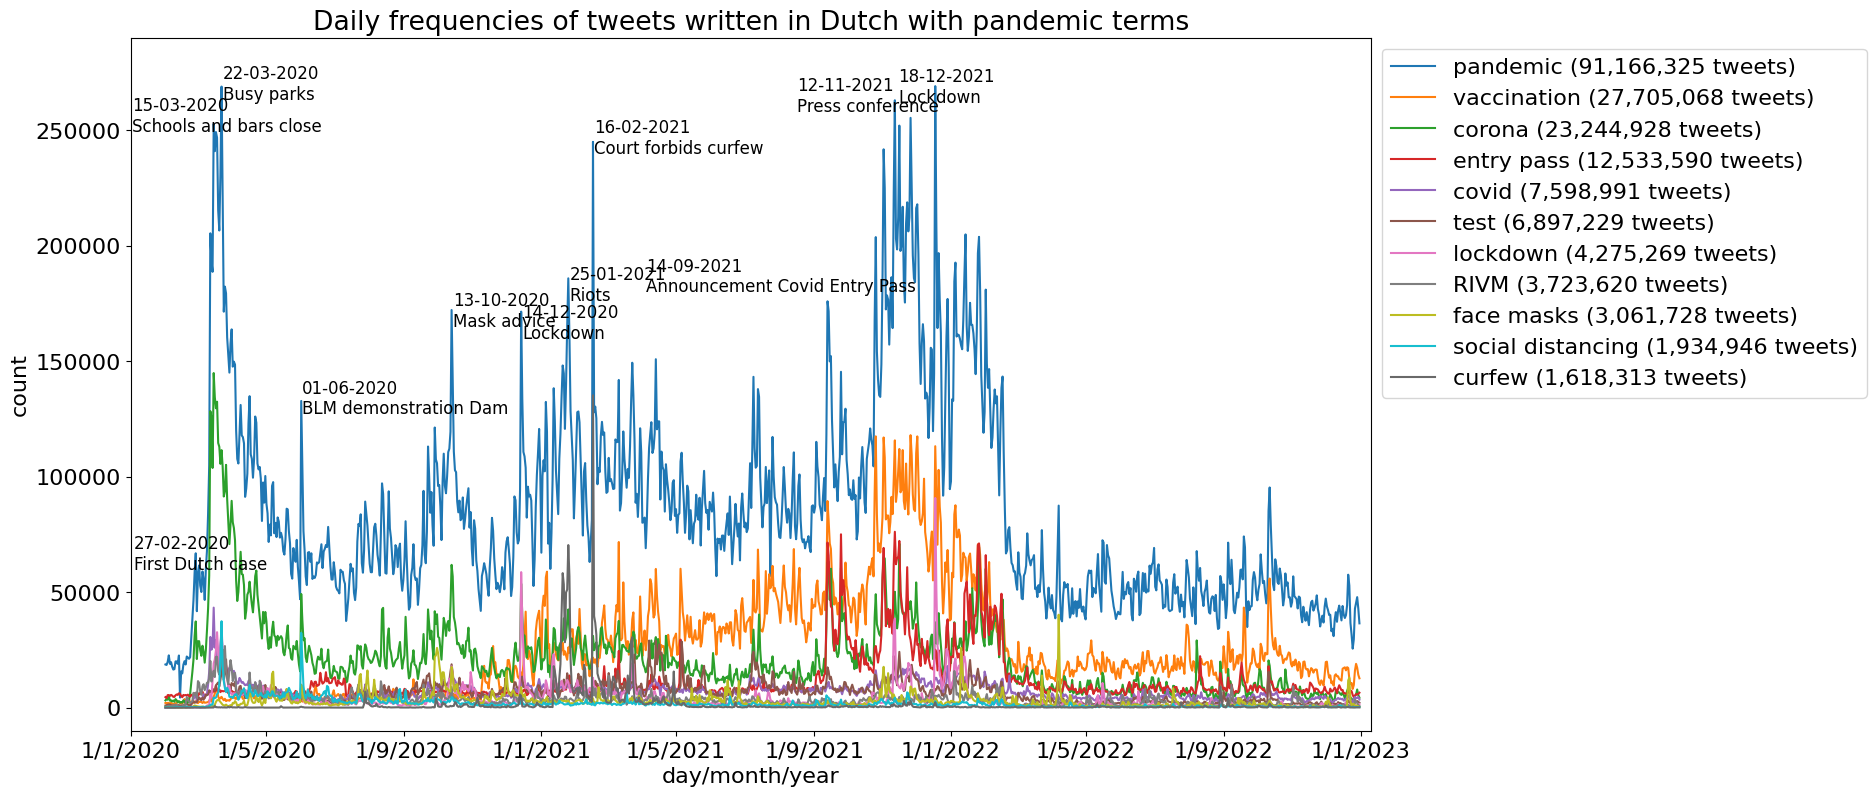 Daily frequencies of tweets written in Dutch with pandemic terms
22-03-2020
Busy parks
15-03-2020
Schools and bars close
12-11-2021
Press conference
18-12-2021
Lockdown
16-02-2021
Court forbids curfew
14-09-2021
Announcement Covid Entry Pass
25-01-2021
Riots
13-10-2020
Mask advice
14-12-2020
Lockdown
01-06-2020
BLM demonstration Dam
27-02-2020
First Dutch case
pandemic (91,166,325 tweets)
vaccination (27,705,068 tweets)
corona (23,244,928 tweets)
entry pass (12,533,590 tweets)
covid (7,598,991 tweets)
test (6,897,229 tweets)
lockdown (4,275,269 tweets)
RIVM (3,723,620 tweets)
face masks (3,061,728 tweets)
social distancing (1,934,946 tweets)
curfew (1,618,313 tweets)
count
250000
200000
150000
100000
50000
0
1/1/2020 1/5/2020 1/9/2020 1/1/2021 1/5/2021 1/9/2021 1/1/2022 1/5/2022 1/9/2022 1/1/2023
day/month/year